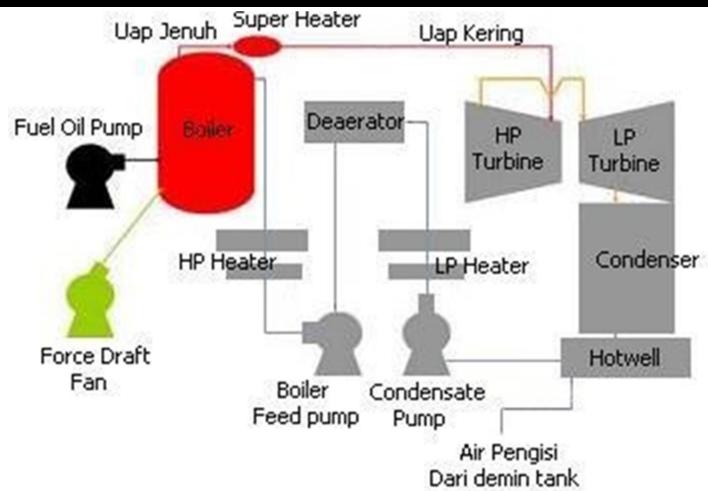 Super Heater
Uap Jenuh
Uap Kering
Fuel Oil Pump
Boiler
Deaerator
HP
Turbine
LP
Turbine
HP Heater
LP Heater
Condenser
Force Draft
Fan
Boiler
Feed pump
Condensate
Pump
Hotwell
Air Pengisi
Dari demin tank